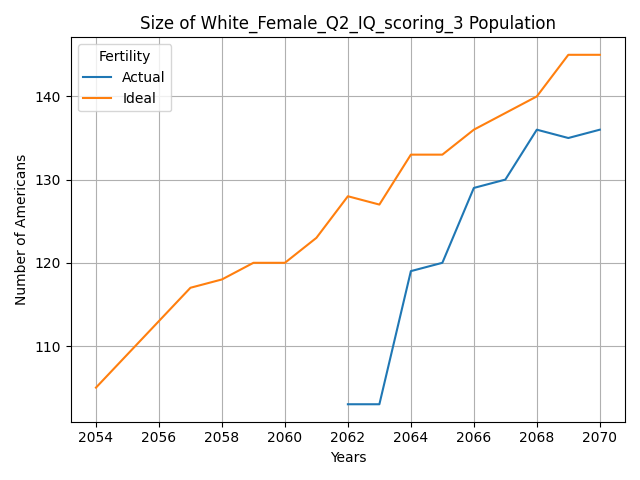 Size of White_Female_Q2_IQ_scoring_3 Population
Fertility
Actual
Ideal
Number of Americans
140
130
120
110
2054 2056 2058 2060 2062 2064 2066 2068 2070
Years